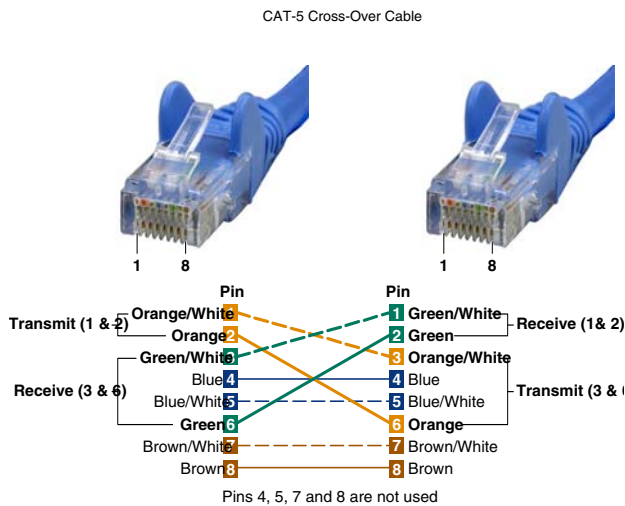 CAT-5 Cross-Over Cable
1 8 1 8
Pin Pin
Transmit (1 & 2) Orange/White 1 1 Green/White Receive (1& 2)
Orange 2 2 Green
Green/White 3 3 Orange/White
Receive (3 & 6) Blue 4 4 Blue Transmit (3 & 6
Blue/White 5 5 Blue/White
Green 6 6 Orange
Brown/White 7 7 Brown/White
Brown 8 8 Brown
Pins 4, 5, 7 and 8 are not used